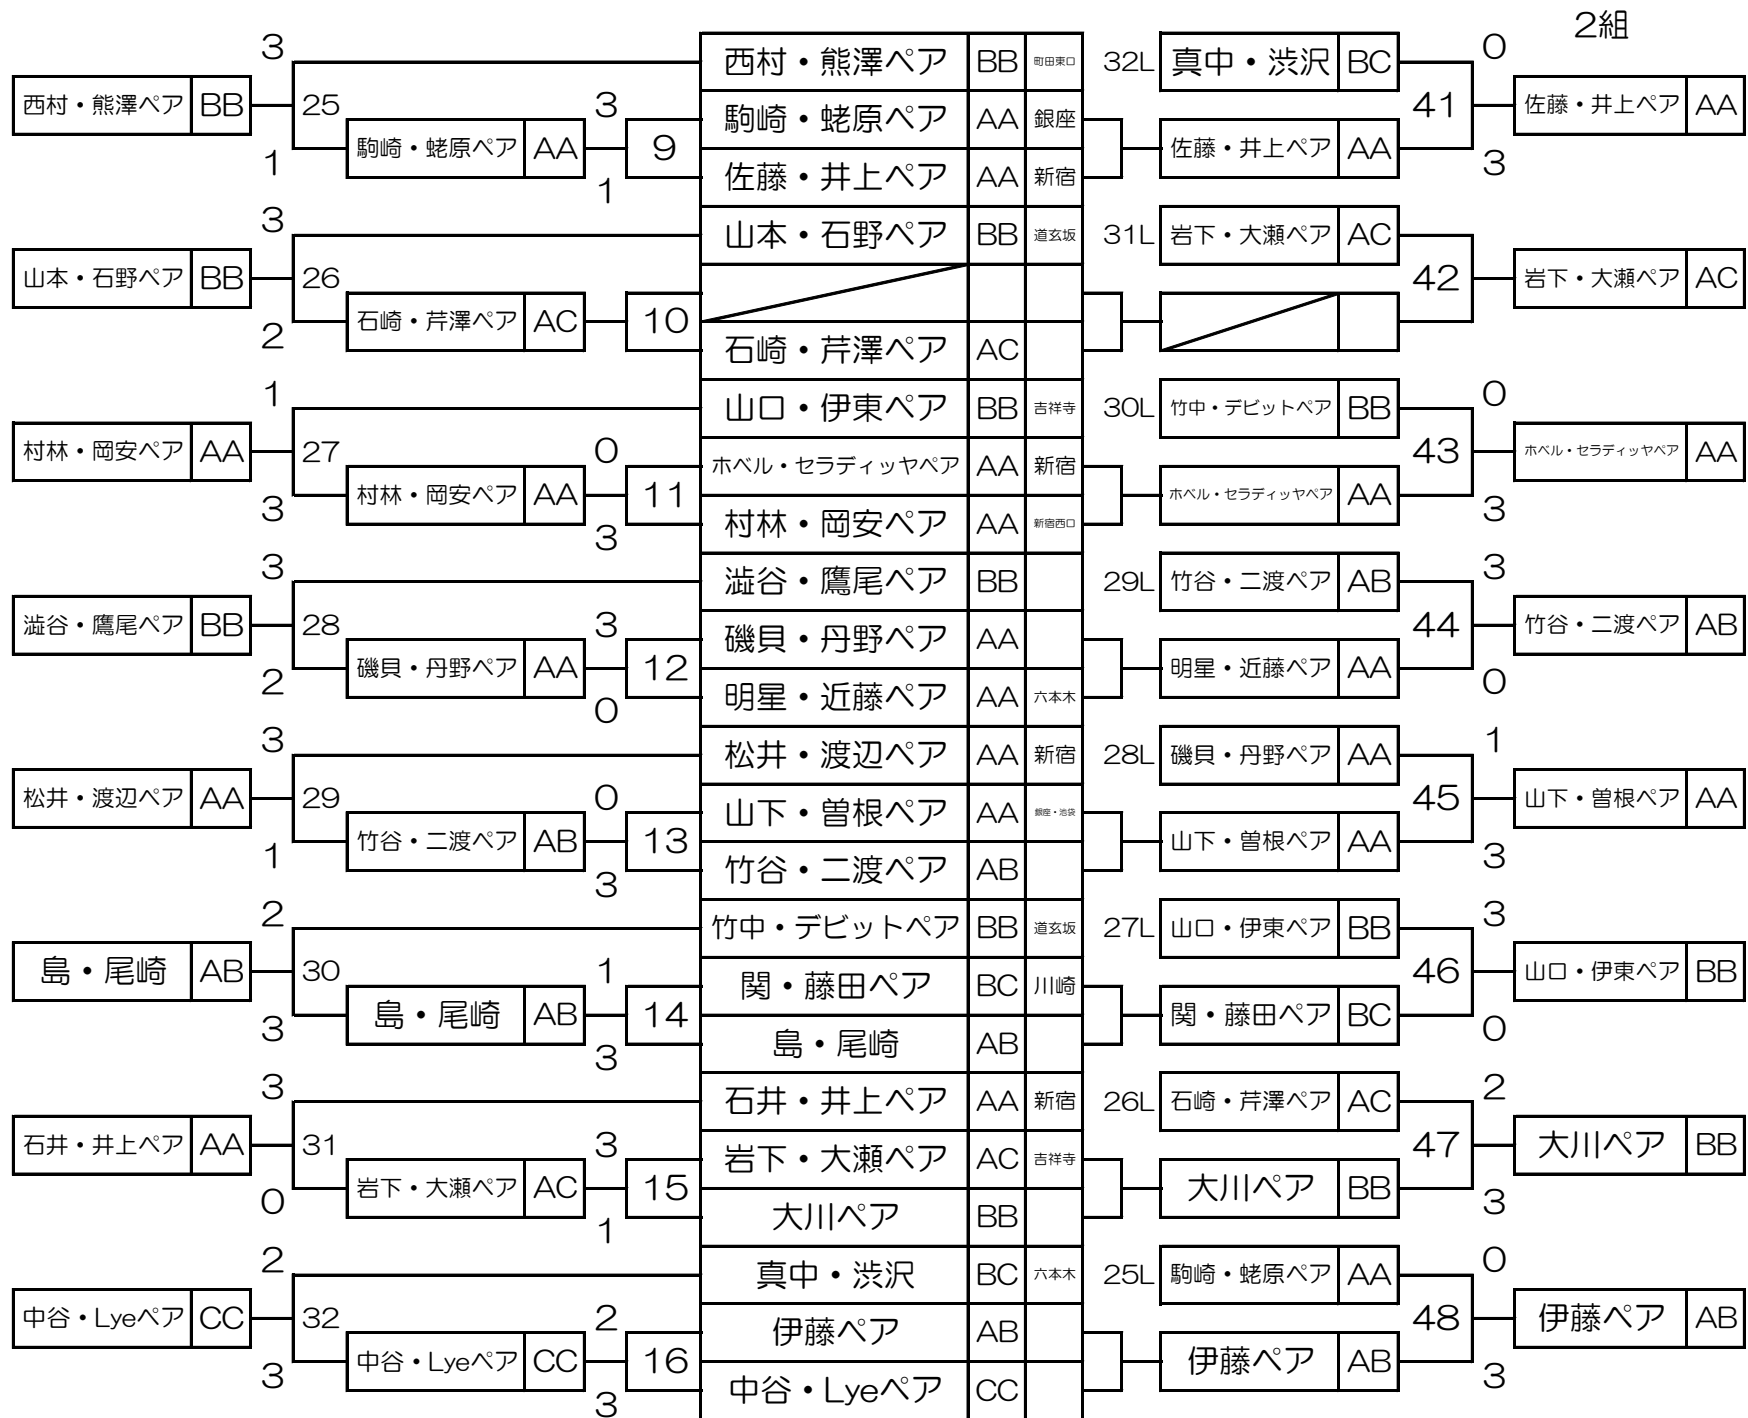 2組
3
西村・熊澤ペア BB 町田東口 32L 真中・渋沢 BC 0
西村・熊澤ペア BB 25 3 駒崎・蛯原ペア AA 銀座 41 佐藤・井上ペア AA
1 駒崎・蛯原ペア AA 9 佐藤・井上ペア AA 新宿 佐藤・井上ペア AA 3
1
3 山本・石野ペア BB 道玄坂 31L 岩下・大瀬ペア AC
山本・石野ペア BB 26 42 岩下・大瀬ペア AC
2 石崎・芹澤ペア AC 10
石崎・芹澤ペア AC
1 山口・伊東ペア BB 吉祥寺 30L 竹中・デビットペア BB 0
村林・岡安ペア AA 27 0 ホベル・セラディッヤペア AA 新宿 43 ホベル・セラディッヤペア AA
3 村林・岡安ペア AA 11 村林・岡安ペア AA 新宿西口 ホベル・セラディッヤペア AA 3
3
3 澁谷・鷹尾ペア BB 29L 竹谷・二渡ペア AB 3
澁谷・鷹尾ペア BB 28 3 磯貝・丹野ペア AA 44 竹谷・二渡ペア AB
2 磯貝・丹野ペア AA 12 明星・近藤ペア AA 六本木 明星・近藤ペア AA 0
0
3 松井・渡辺ペア AA 新宿 28L 磯貝・丹野ペア AA 1
松井・渡辺ペア AA 29 0 山下・曽根ペア AA 銀座・池袋 45 山下・曽根ペア AA
1 竹谷・二渡ペア AB 13 竹谷・二渡ペア AB 山下・曽根ペア AA 3
3
2 竹中・デビットペア BB 道玄坂 27L 山口・伊東ペア BB 3
島・尾崎 AB 30 1 関・藤田ペア BC 川崎 46 山口・伊東ペア BB
3 島・尾崎 AB 14 島・尾崎 AB 関・藤田ペア BC 0
3
3 石井・井上ペア AA 新宿 26L 石崎・芹澤ペア AC 2
石井・井上ペア AA 31 3 岩下・大瀬ペア AC 吉祥寺 47 大川ペア BB
0 岩下・大瀬ペア AC 15 大川ペア BB 大川ペア BB 3
1
2 真中・渋沢 BC 六本木 25L 駒崎・蛯原ペア AA 0
中谷・Lyeペア CC 32 2 伊藤ペア AB 48 伊藤ペア AB
3 中谷・Lyeペア CC 16 中谷・Lyeペア CC 伊藤ペア AB 3
3